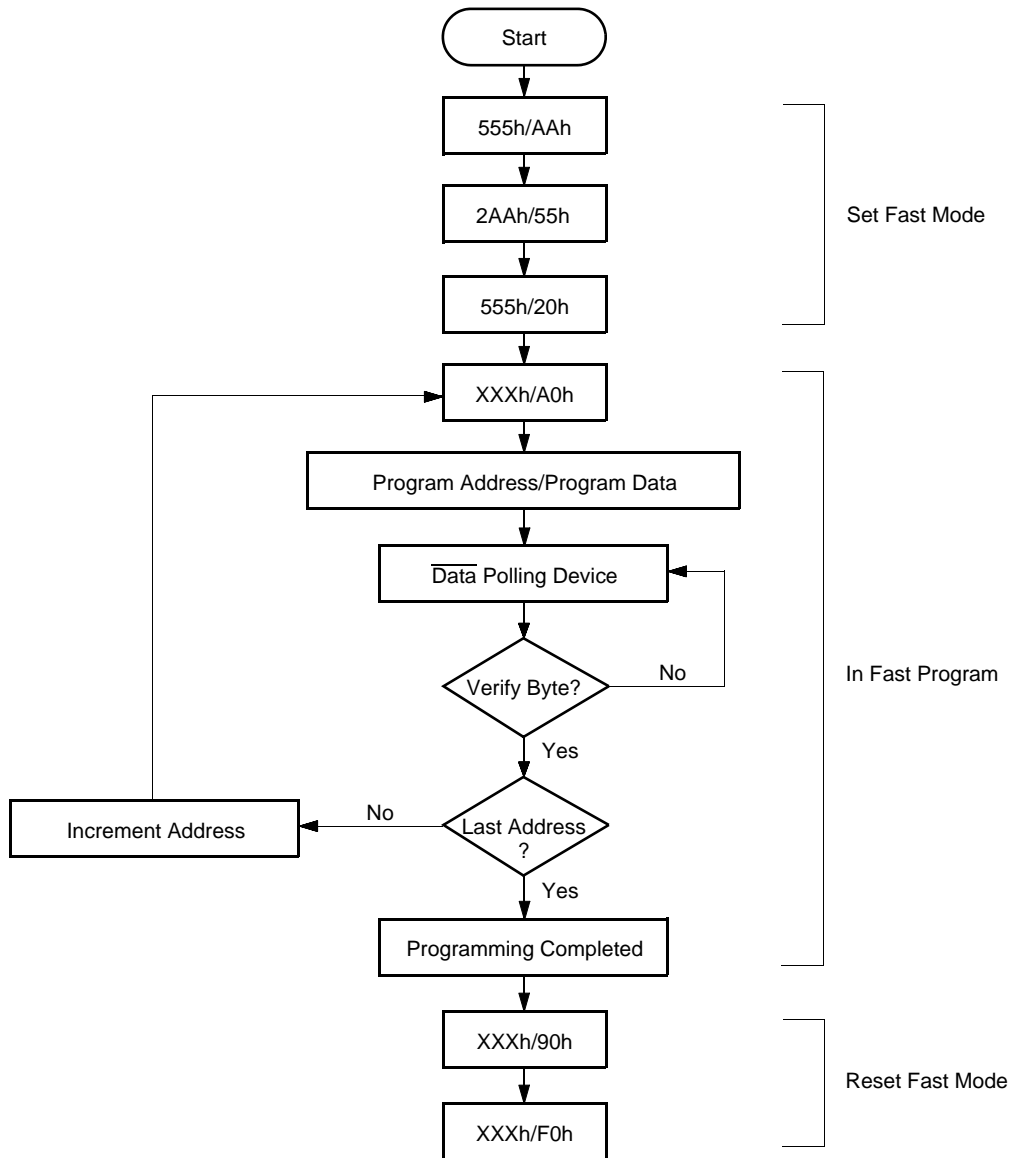 Start
555h/AAh
2AAh/55h
Set Fast Mode
555h/20h
XXXh/A0h
Program Address/Program Data
Data Polling Device
Verify Byte?
No
In Fast Program
Yes
Increment Address
No
Last Address
?
Yes
Programming Completed
XXXh/90h
Reset Fast Mode
XXXh/F0h